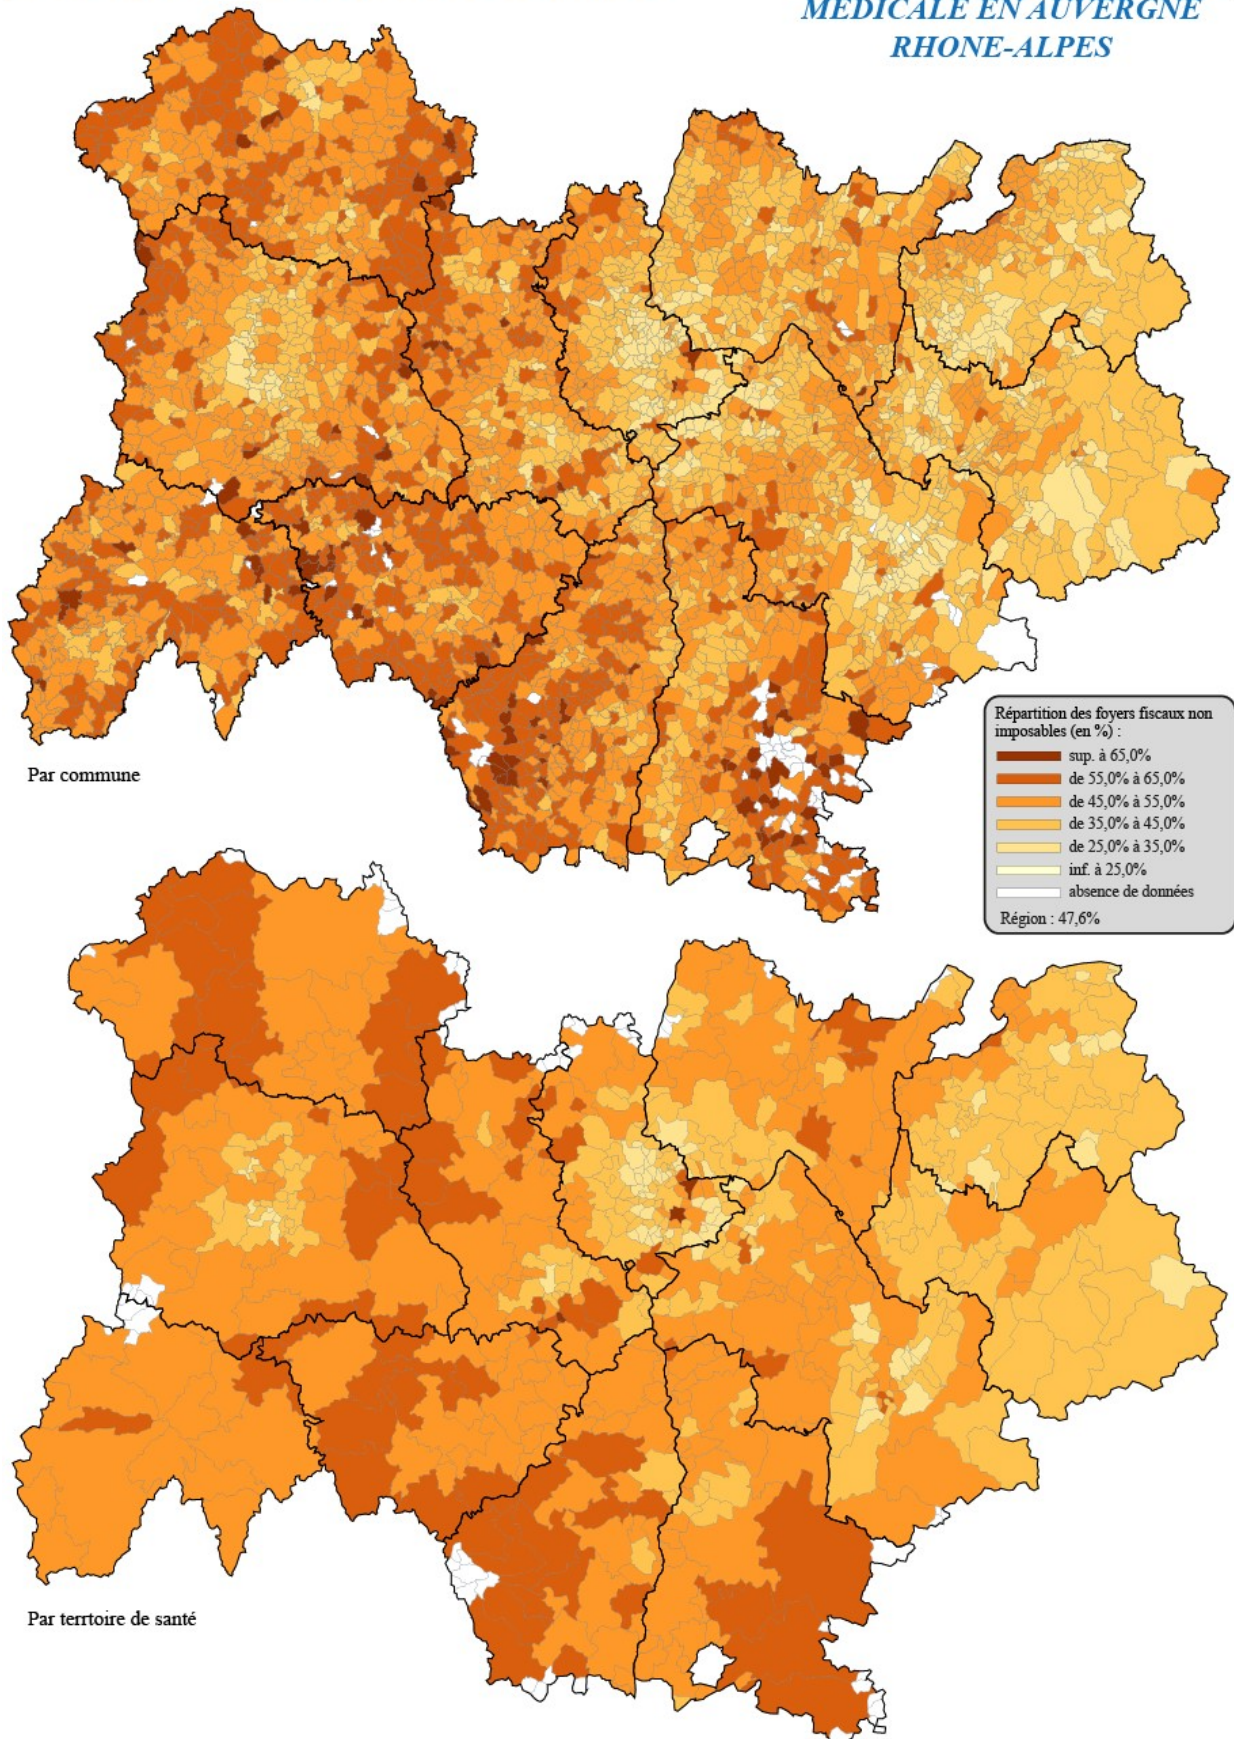 MEDICALE EN AUVERGNE
RHONE-ALPES
Répartition des foyers fiscaux non
imposables (en %) :
sup. à 65,0%
de 55,0% à 65,0%
de 45,0% à 55,0%
de 35,0% à 45,0%
de 25,0% à 35,0%
inf. à 25,0%
absence de données
Région : 47,6%
Par commune
Par terrtoire de santé